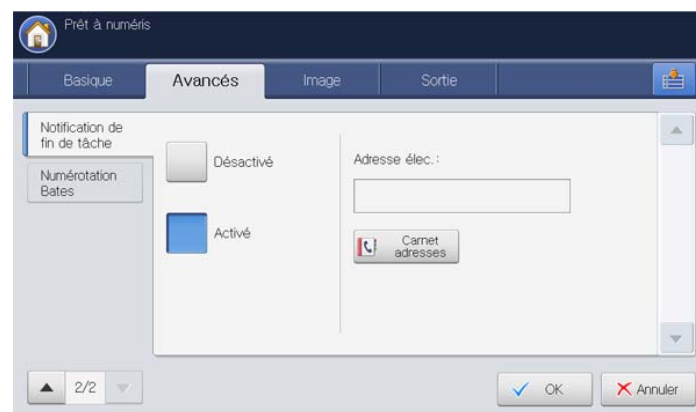 Prêt à numéris
Basique
Avancés
Image
Sortie
Notification de
fin de tâche
Numérotation
Bates
Désactivé
Activé
Adresse élec. :
Carnet
adresses
2/2
OK
Annuler